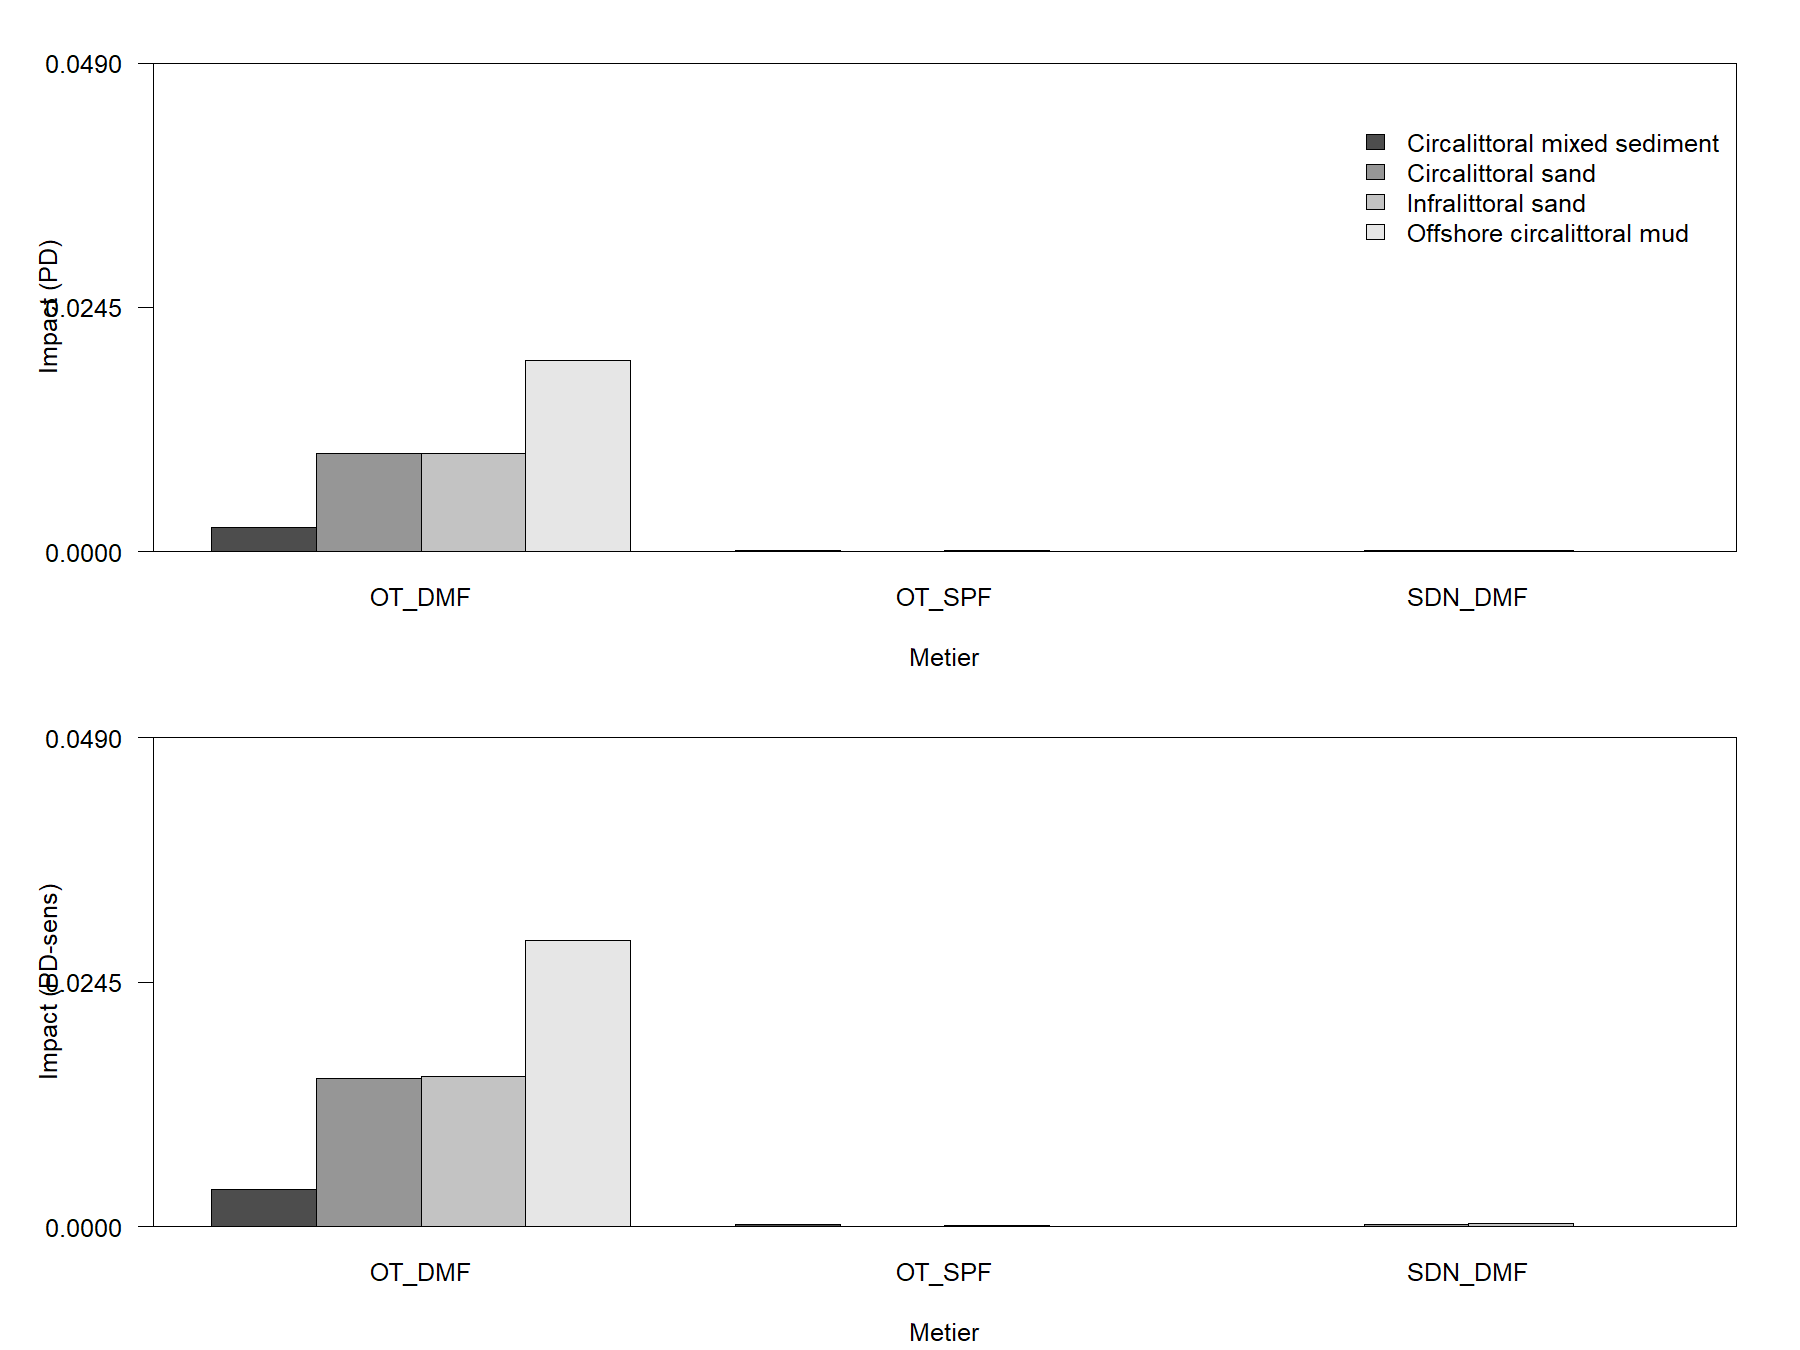 0.0490
Circalittoral mixed sediment
Circalittoral sand
Infralittoral sand
Offshore circalittoral mud
Impact (PD)
0.0245
0.0000
OT_DMF
OT_SPF
SDN_DMF
Metier
0.0490
Impact (PD-sens)
0.0245
0.0000
OT_DMF
OT_SPF
SDN_DMF
Metier